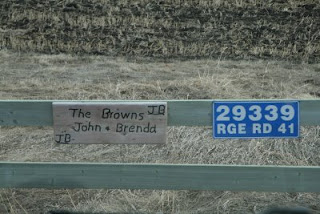 The Browns JB
John & Brenda
JB
29339
RGE RD 41